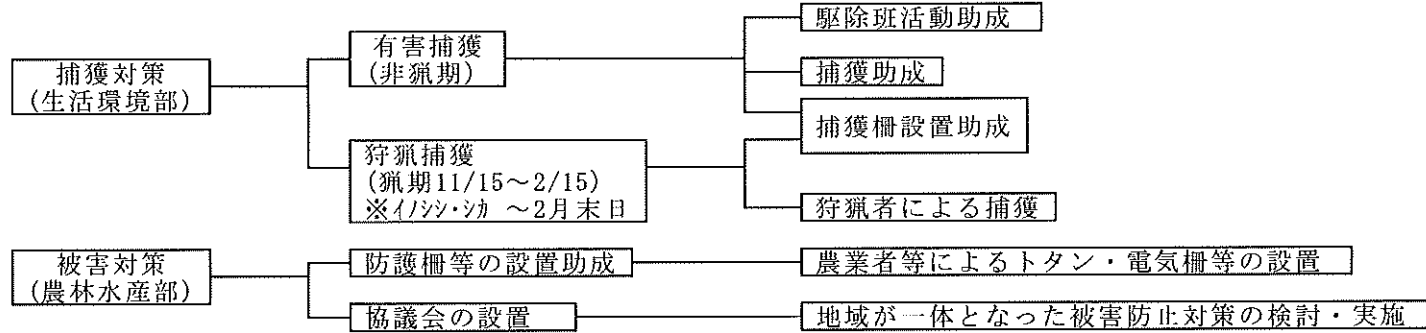 捕獲対策
(生活環境部)
有害捕獲
(非猟期)
駆除班活動助成
捕獲助成
捕獲柵設置助成
狩猟捕獲
(猟期11/15～2/15)
※ｲﾉｼｼ･ｼｶ ～2月末日
狩猟者による捕獲
被害対策
(農林水産部)
防護柵等の設置助成
農業者等によるトタン・電気柵等の設置
協議会の設置
地域が一体となった被害防止対策の検討・実施